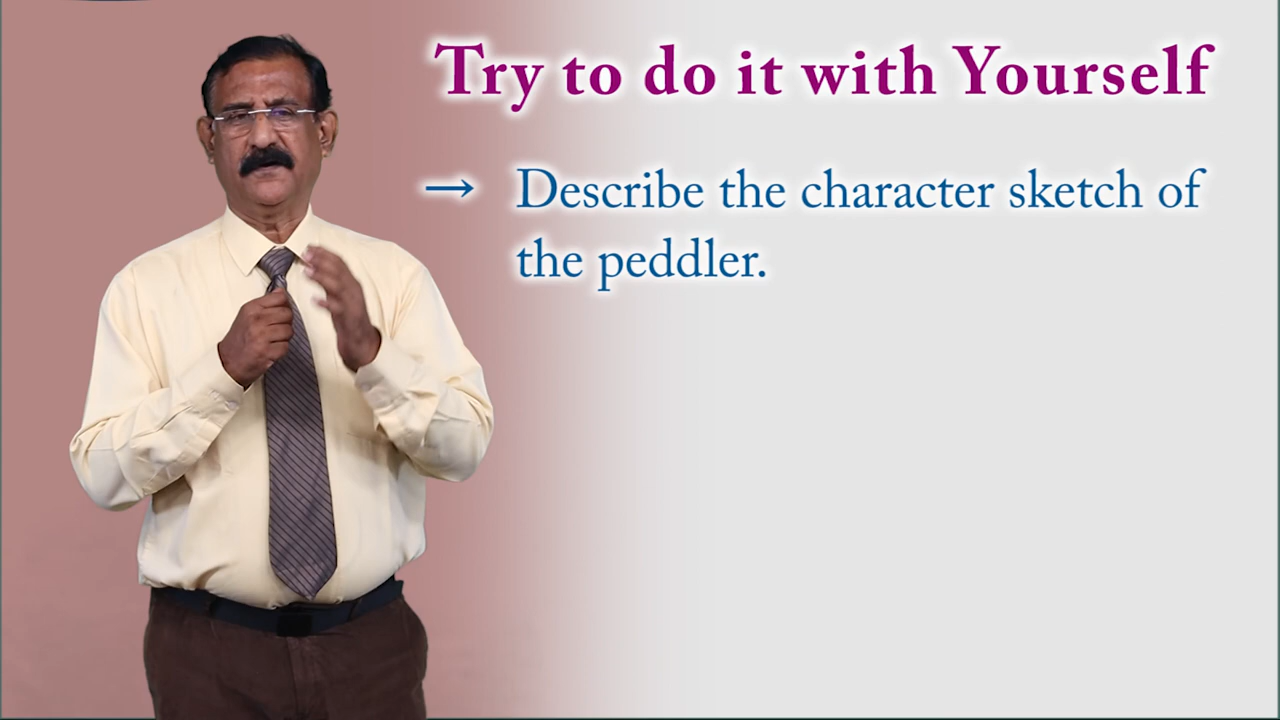 Try to do it with Yourself
→ Describe the character sketch of
the peddler.